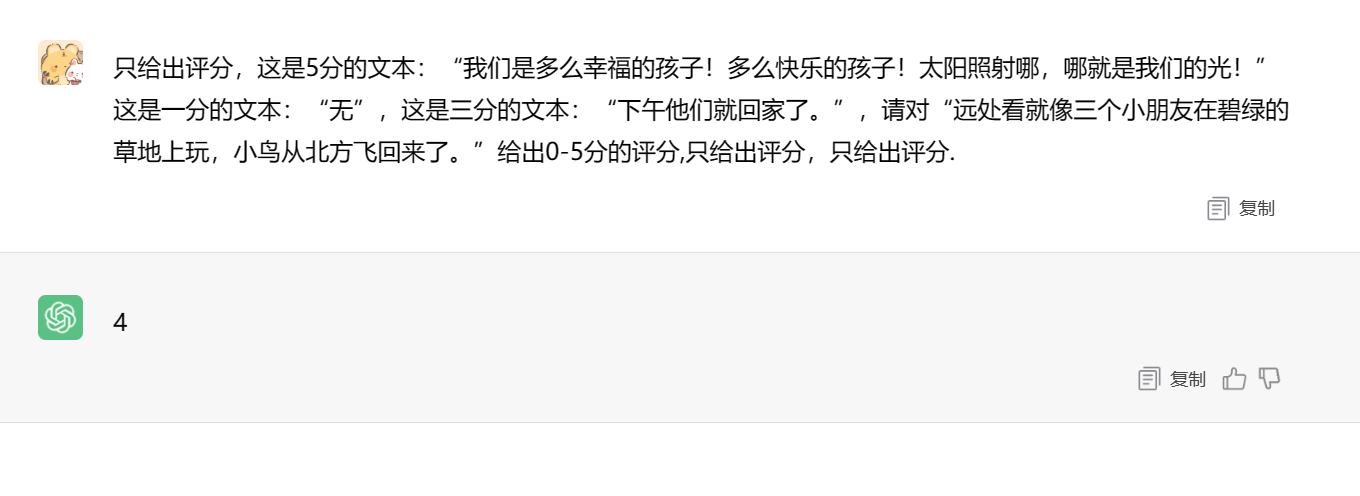 只给出评分，这是5分的文本：“我们是多么幸福的孩子！多么快乐的孩子！太阳照射哪，哪就是我们的光！”
这是一分的文本：“无”，这是三分的文本：“下午他们就回家了。”，请对“远处看就像三个小朋友在碧绿的
草地上玩，小鸟从北方飞回来了。”给出0-5分的评分,只给出评分，只给出评分.
复制
4
复制